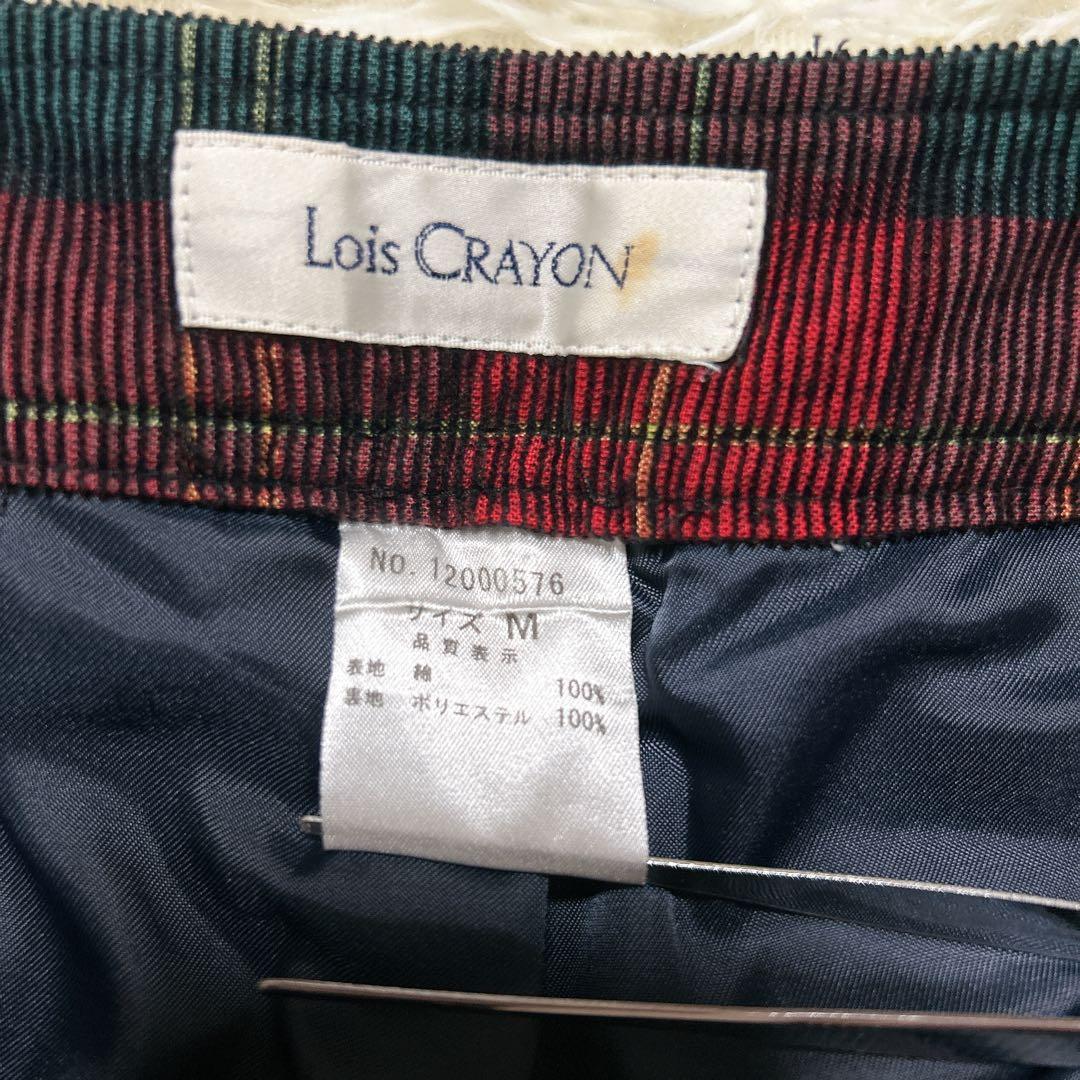 Lois CRAYON
No. 12000576
サイズ M
品質表示
表地 綿 100%
裏地 ポリエステル 100%